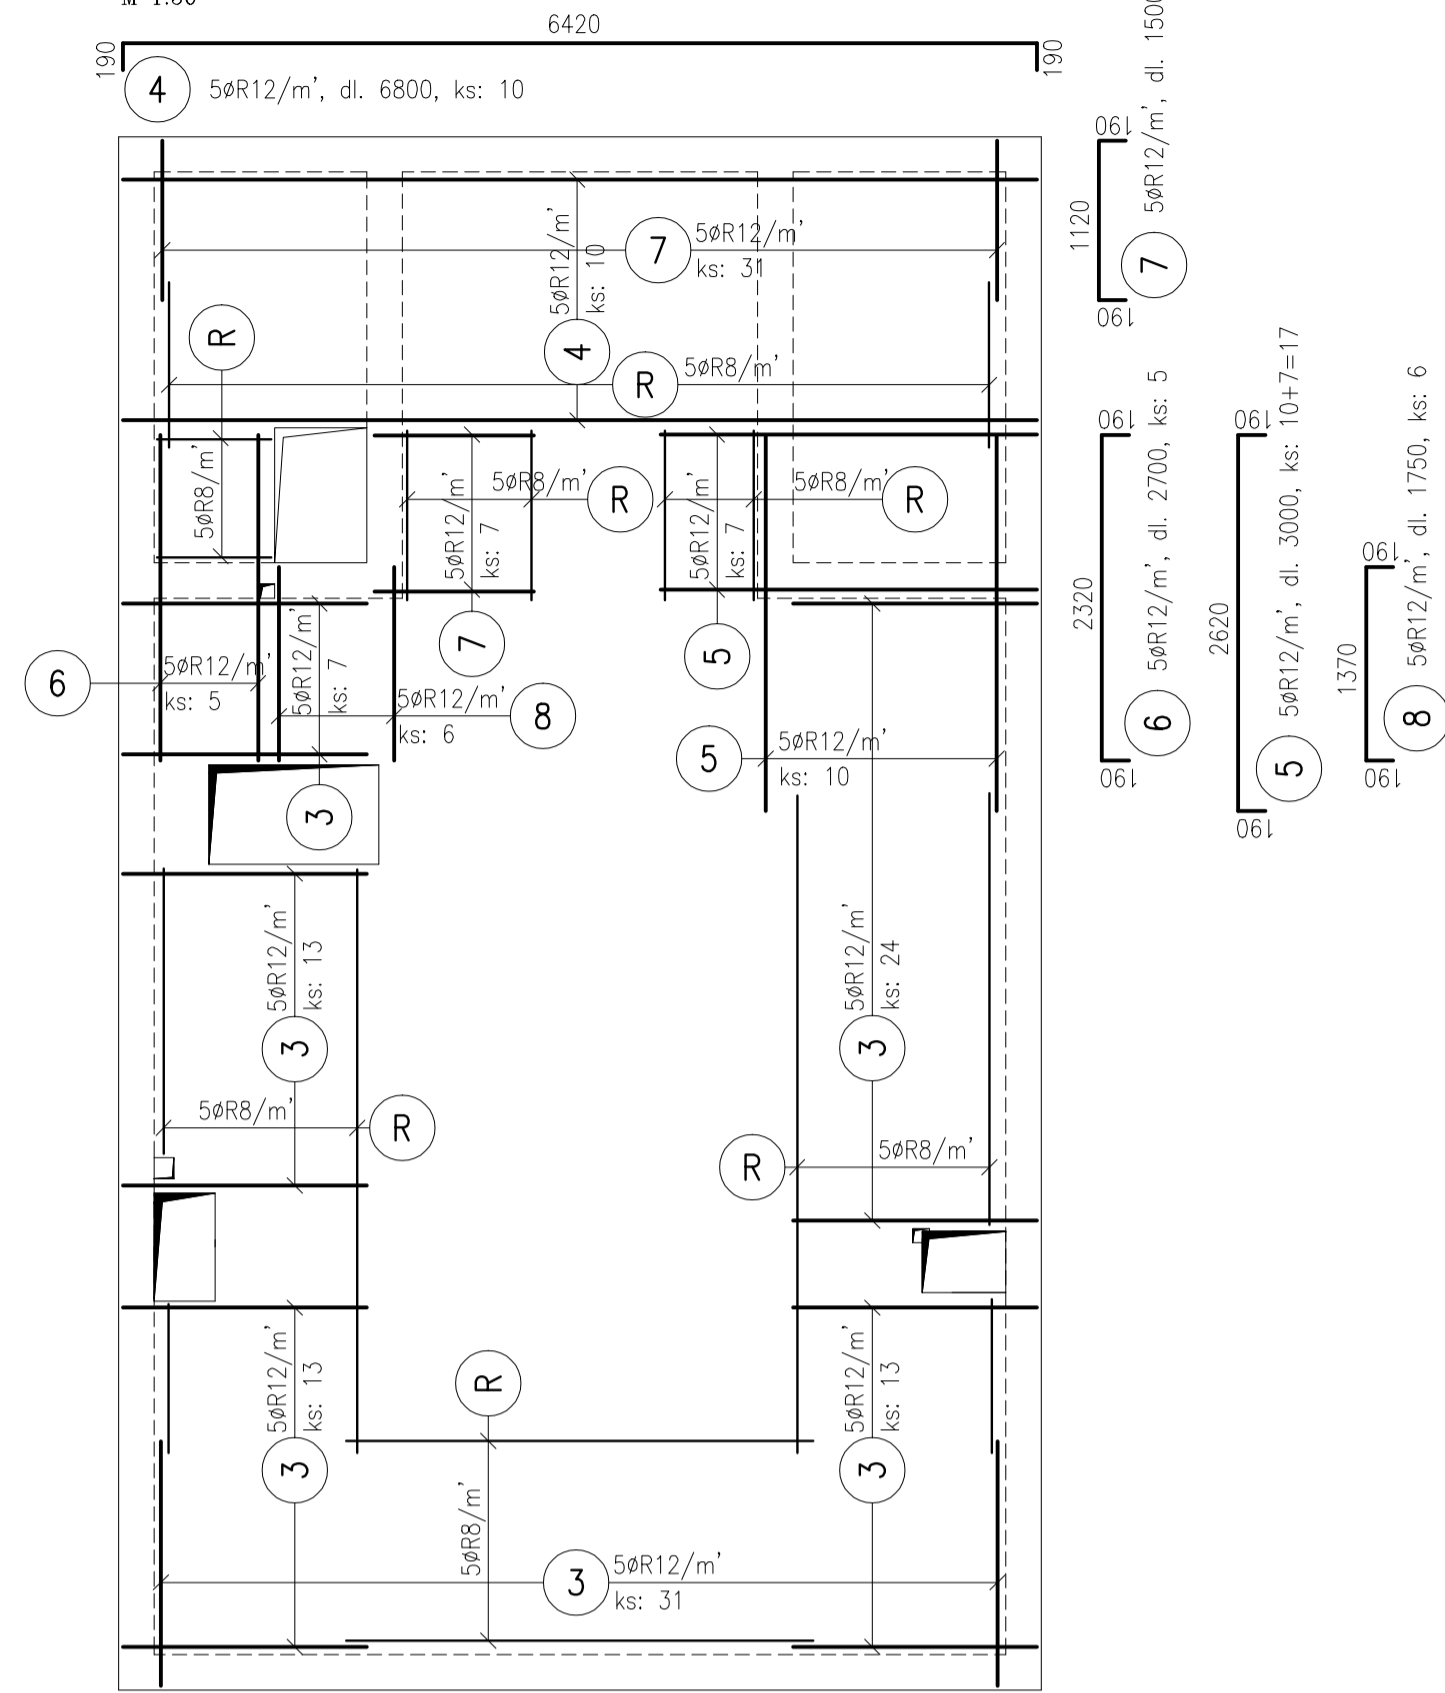 6420
190
190
4
5øR12/m', dl. 6800, ks: 10
190
1120
190
7
5øR12/m', dl.
5øR12/m'
ks: 10
4
7
5øR12/m'
ks: 31
R
5øR8/m'
R
5øR8/m'
5øR12/m'
ks: 7
7
5øR8/m'
R
5øR12/m'
ks: 7
5
5øR8/m'
R
6
5øR12/m'
ks: 5
5øR12/m'
ks: 7
3
5øR12/m'
ks: 6
8
5
5øR12/m'
ks: 10
190
2320
190
6
5øR12/m', dl. 2700, ks: 5
190
2620
190
5
5øR12/m', dl. 3000, ks: 10+7=17
190
1370
190
8
5øR12/m', dl. 1750, ks: 6
5øR12/m'
ks: 13
3
5øR12/m'
ks: 24
3
5øR8/m'
R
R
5øR8/m'
5øR12/m'
ks: 13
3
R
5øR8/m'
5øR12/m'
ks: 13
3
3
5øR12/m'
ks: 31